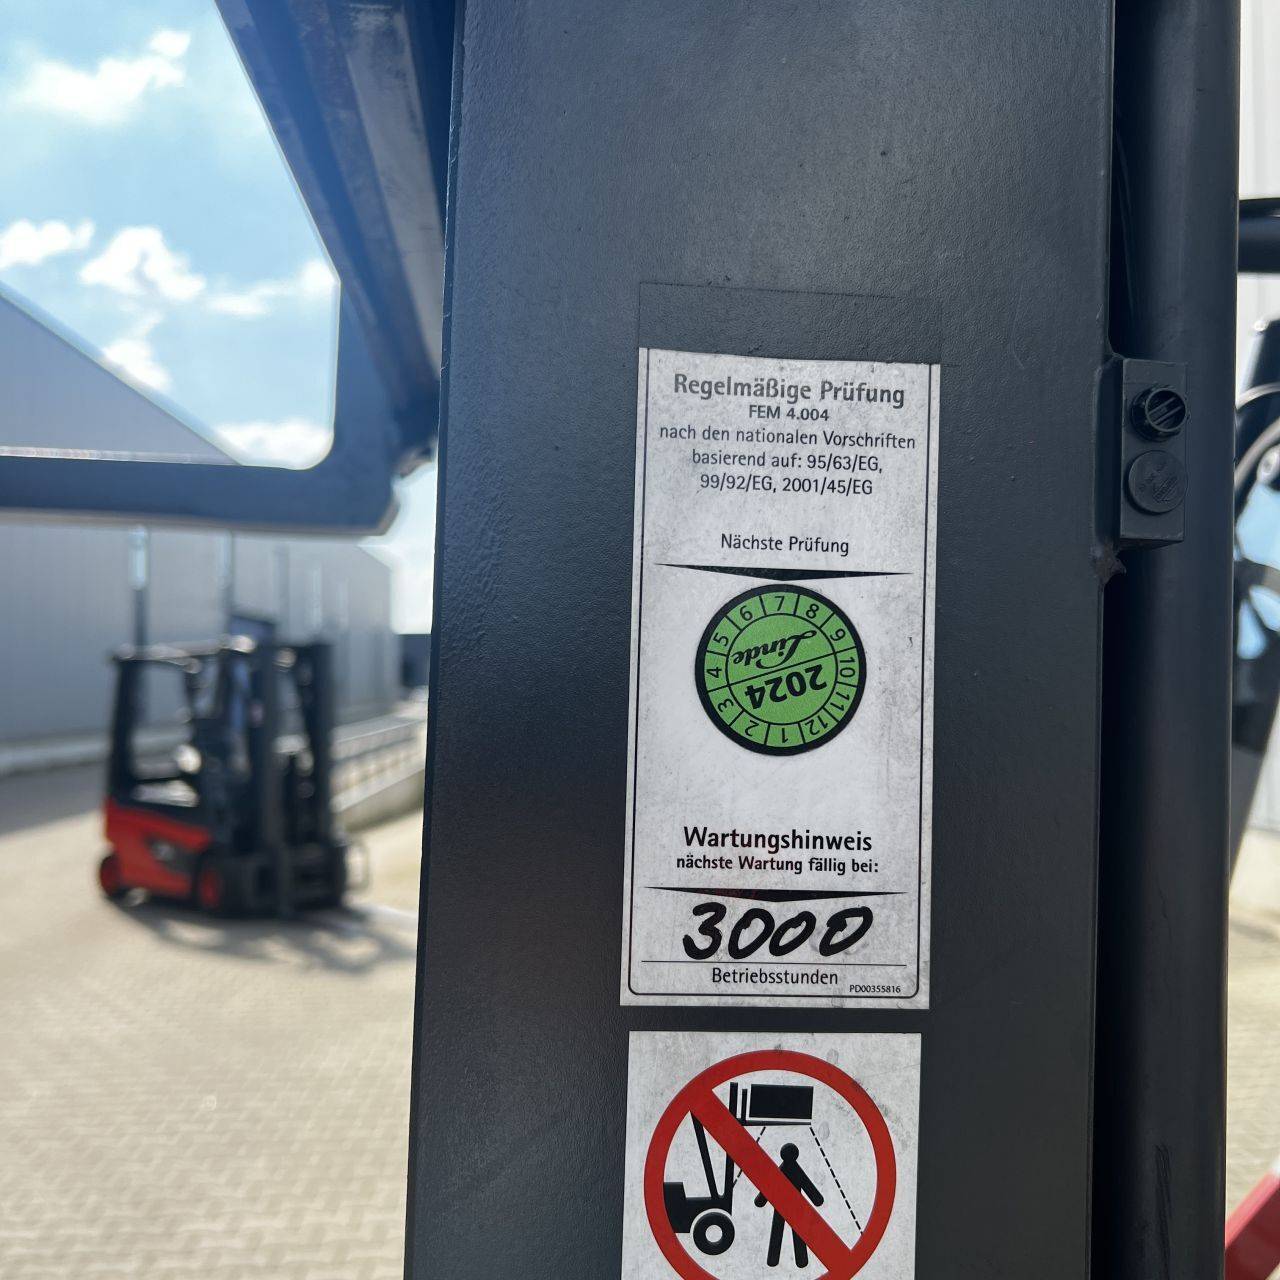 Regelmäßige Prüfung
FEM 4.004
nach den nationalen Vorschriften
basierend auf: 95/63/EG,
99/92/EG, 2001/45/EG
Nächste Prüfung
1 2 3 4 5 6 7 8 9 10 11 12
Linde
2024
Wartungshinweis
nächste Wartung fällig bei:
3000
Betriebsstunden
PD00355816